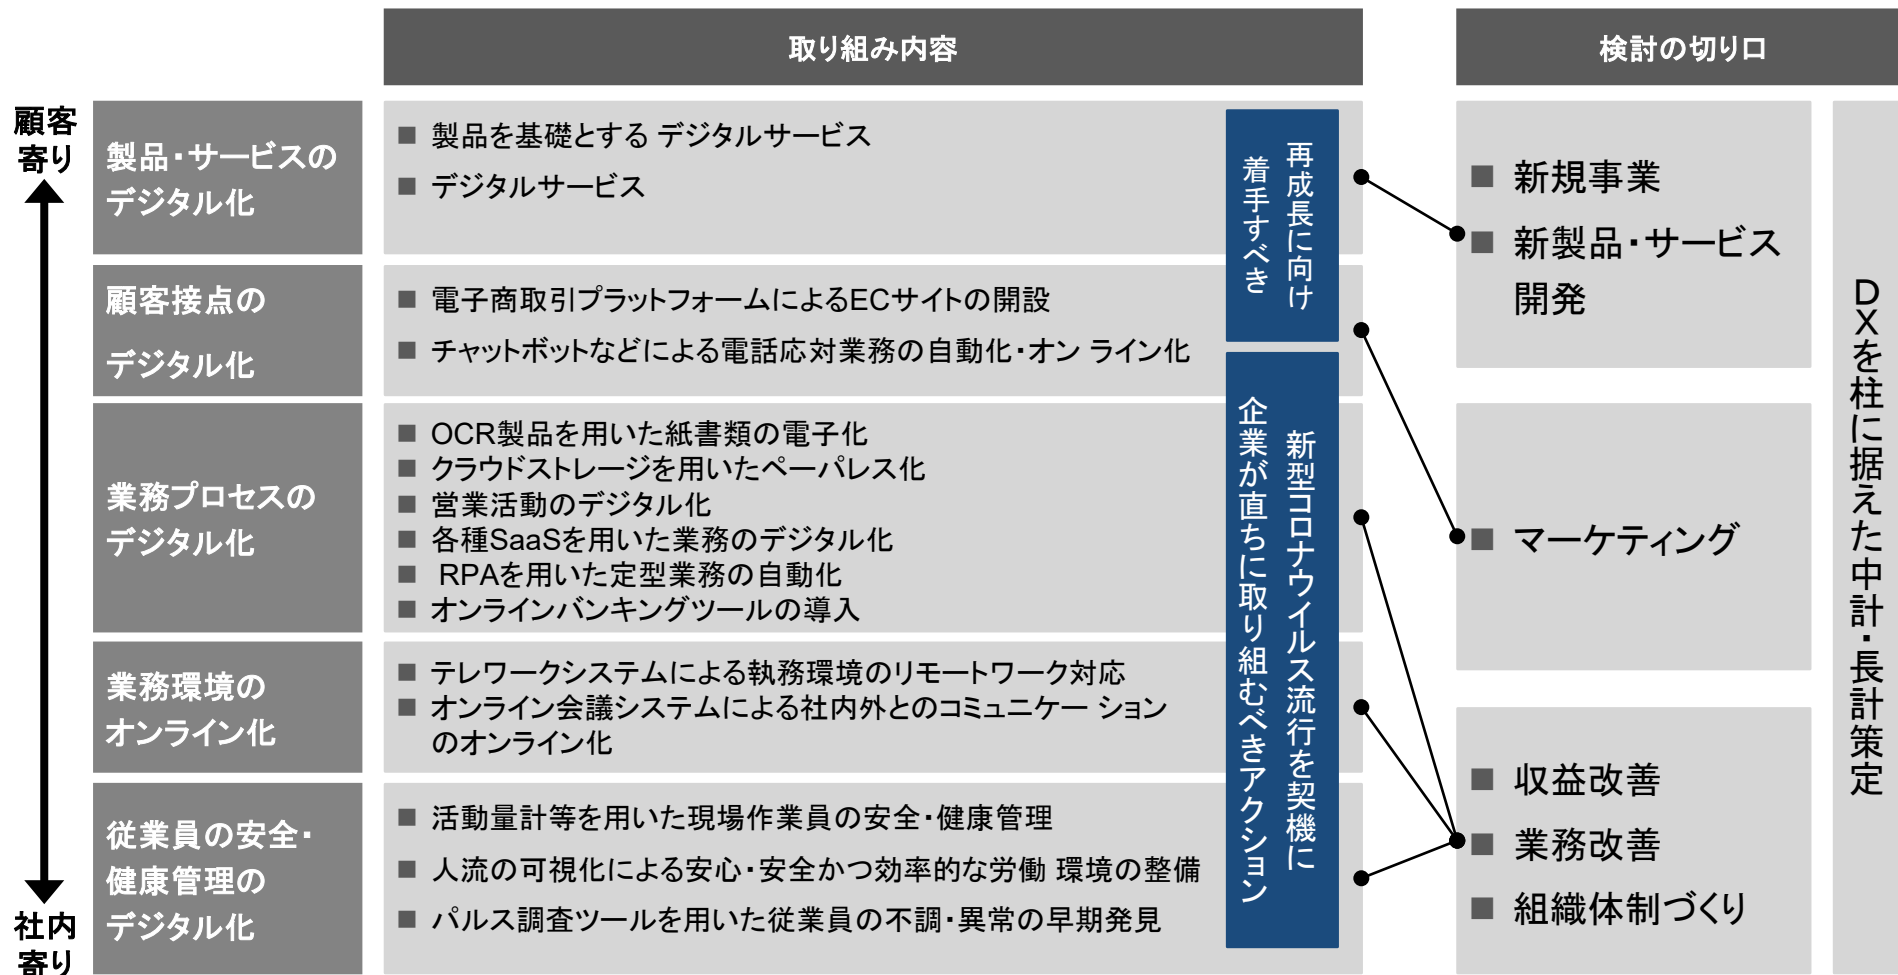 取り組み内容
検討の切り口
顧客
寄り
社内
寄り
製品・サービスの
デジタル化
■ 製品を基礎とする デジタルサービス
■ デジタルサービス
顧客接点の
デジタル化
■ 電子商取引プラットフォームによるECサイトの開設
■ チャットボットなどによる電話応対業務の自動化・オン ライン化
業務プロセスの
デジタル化
■ OCR製品を用いた紙書類の電子化
■ クラウドストレージを用いたペーパレス化
■ 営業活動のデジタル化
■ 各種SaaSを用いた業務のデジタル化
■ RPAを用いた定型業務の自動化
■ オンラインバンキングツールの導入
業務環境の
オンライン化
■ テレワークシステムによる執務環境のリモートワーク対応
■ オンライン会議システムによる社内外とのコミュニケー ション
のオンライン化
従業員の安全・
健康管理の
デジタル化
■ 活動量計等を用いた現場作業員の安全・健康管理
■ 人流の可視化による安心・安全かつ効率的な労働 環境の整備
■ パルス調査ツールを用いた従業員の不調・異常の早期発見
再成長に向け
着手すべき
新型コロナウイルス流行を契機に
企業が直ちに取り組むべきアクション
■ 新規事業
■ 新製品・サービス
開発
■ マーケティング
■ 収益改善
■ 業務改善
■ 組織体制づくり
DXを柱に据えた中計・長計策定